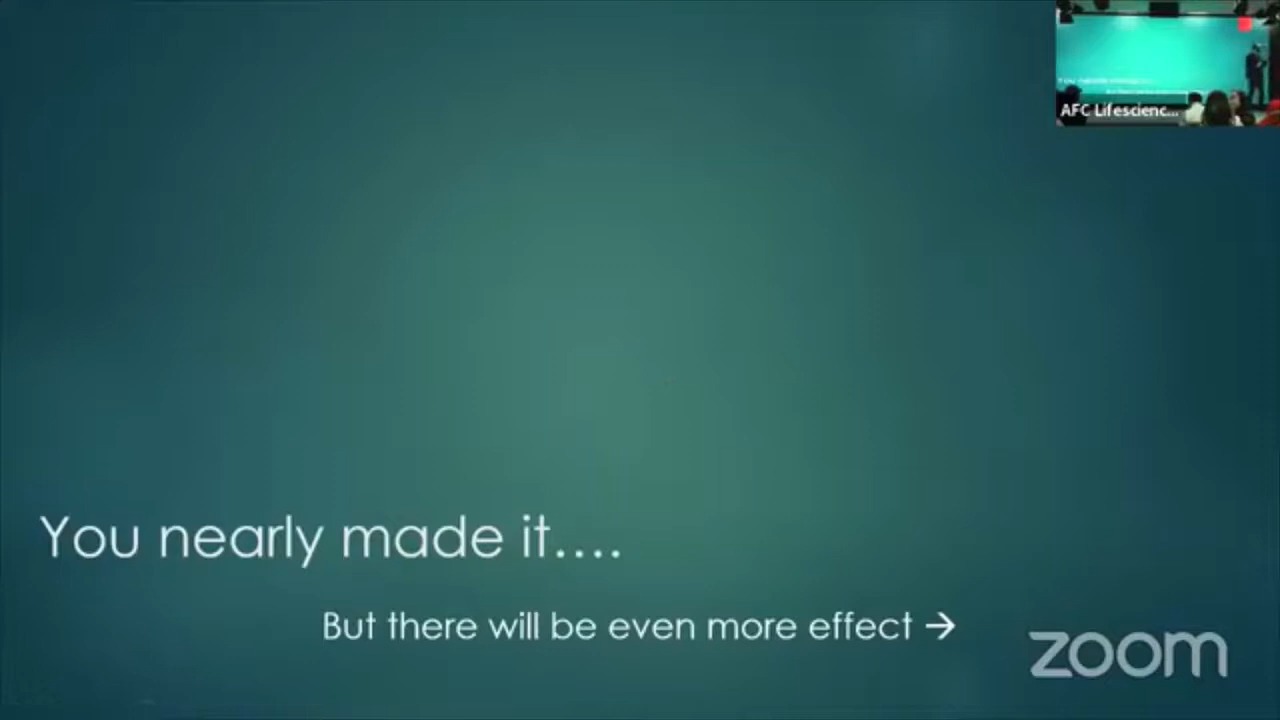 AFC Lifescienc...
You nearly made it....
But there will be even more effect →
zoom